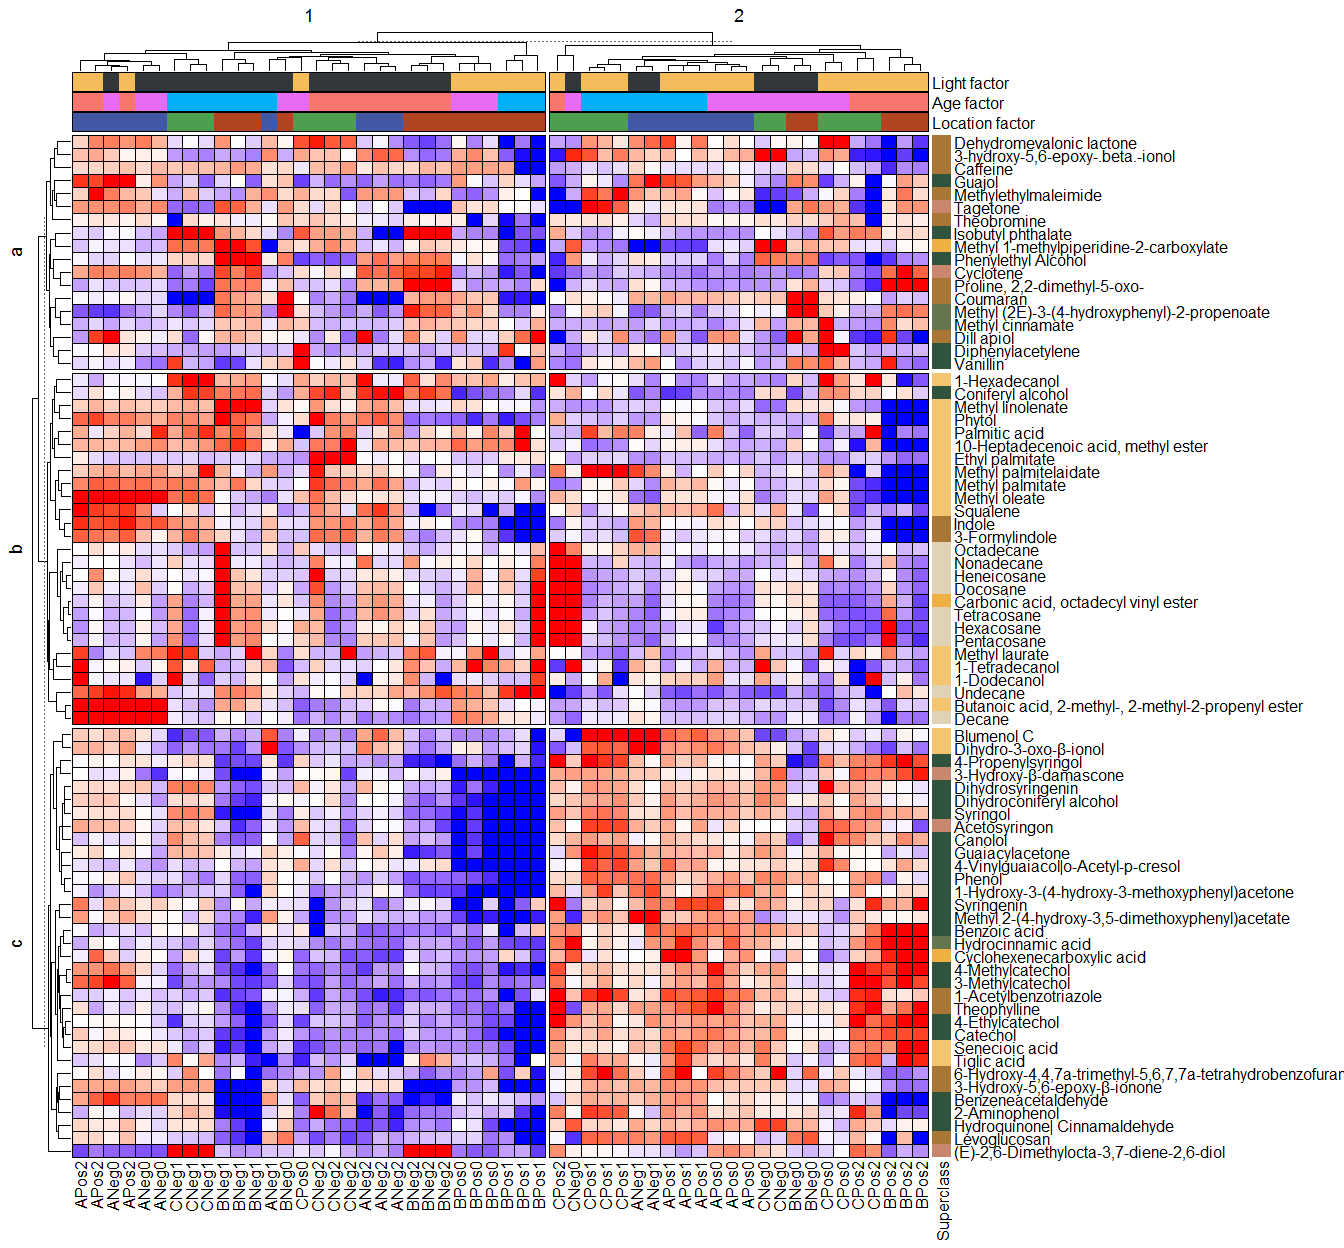 1
2
Light factor
Age factor
Location factor
a
b
c
Dehydromevalonic lactone
3-hydroxy-5,6-epoxy-.beta.-ionol
Caffeine
Guaiol
Methylethylmaleimide
Tagetone
Theobromine
Isobutyl phthalate
Methyl 1-methylpiperidine-2-carboxylate
Phenylethyl Alcohol
Cyclotene
Proline, 2,2-dimethyl-5-oxo-
Coumaran
Methyl (2E)-3-(4-hydroxyphenyl)-2-propenoate
Methyl cinnamate
Dill apiol
Diphenylacetylene
Vanillin
1-Hexadecanol
Coniferyl alcohol
Methyl linolenate
Phytol
Palmitic acid
10-Heptadecenoic acid, methyl ester
Ethyl palmitate
Methyl palmitelaidate
Methyl palmitate
Methyl oleate
Squalene
Indole
3-Formylindole
Octadecane
Nonadecane
Heneicosane
Docosane
Carbonic acid, octadecyl vinyl ester
Tetracosane
Hexacosane
Pentacosane
Methyl laurate
1-Tetradecanol
1-Dodecanol
Undecane
Butanoic acid, 2-methyl-, 2-methyl-2-propenyl ester
Decane
Blumenol C
Dihydro-3-oxo-β-ionol
4-Propenylsyringol
3-Hydroxy-β-damascone
Dihydrosyringenin
Dihydroconiferyl alcohol
Syringol
Acetosyringon
Canolol
Guaiacylacetone
4-Vinylguaiacol|o-Acetyl-p-cresol
Phenol
1-Hydroxy-3-(4-hydroxy-3-methoxyphenyl)acetone
Syringenin
Methyl 2-(4-hydroxy-3,5-dimethoxyphenyl)acetate
Benzoic acid
Hydrocinnamic acid
Cyclohexenecarboxylic acid
4-Methylcatechol
3-Methylcatechol
1-Acetylbenzotriazole
Theophylline
4-Ethylcatechol
Catechol
Senecioic acid
Tiglic acid
6-Hydroxy-4,4,7a-trimethyl-5,6,7,7a-tetrahydrobenzofuran
3-Hydroxy-5,6-epoxy-β-ionone
Benzeneacetaldehyde
2-Aminophenol
Hydroquinone| Cinnamaldehyde
Levoglucosan
(E)-2,6-Dimethylocta-3,7-diene-2,6-diol
APos2
APos2
ANeg0
APos2
ANeg0
ANeg0
CNeg1
CNeg1
CNeg1
BNeg1
BNeg1
BNeg1
ANeg1
BNeg0
CPos0
CNeg2
CNeg2
CNeg2
ANeg2
ANeg2
ANeg2
BNeg2
BNeg2
BNeg2
BPos0
BPos0
BPos0
BPos1
BPos1
BPos1
CPos2
CNeg0
CPos1
CPos1
CPos1
ANeg1
ANeg1
APos1
APos1
APos1
APos0
APos0
APos0
CNeg0
CNeg0
BNeg0
BNeg0
CPos0
CPos0
CPos2
CPos2
BPos2
BPos2
BPos2
Superclass